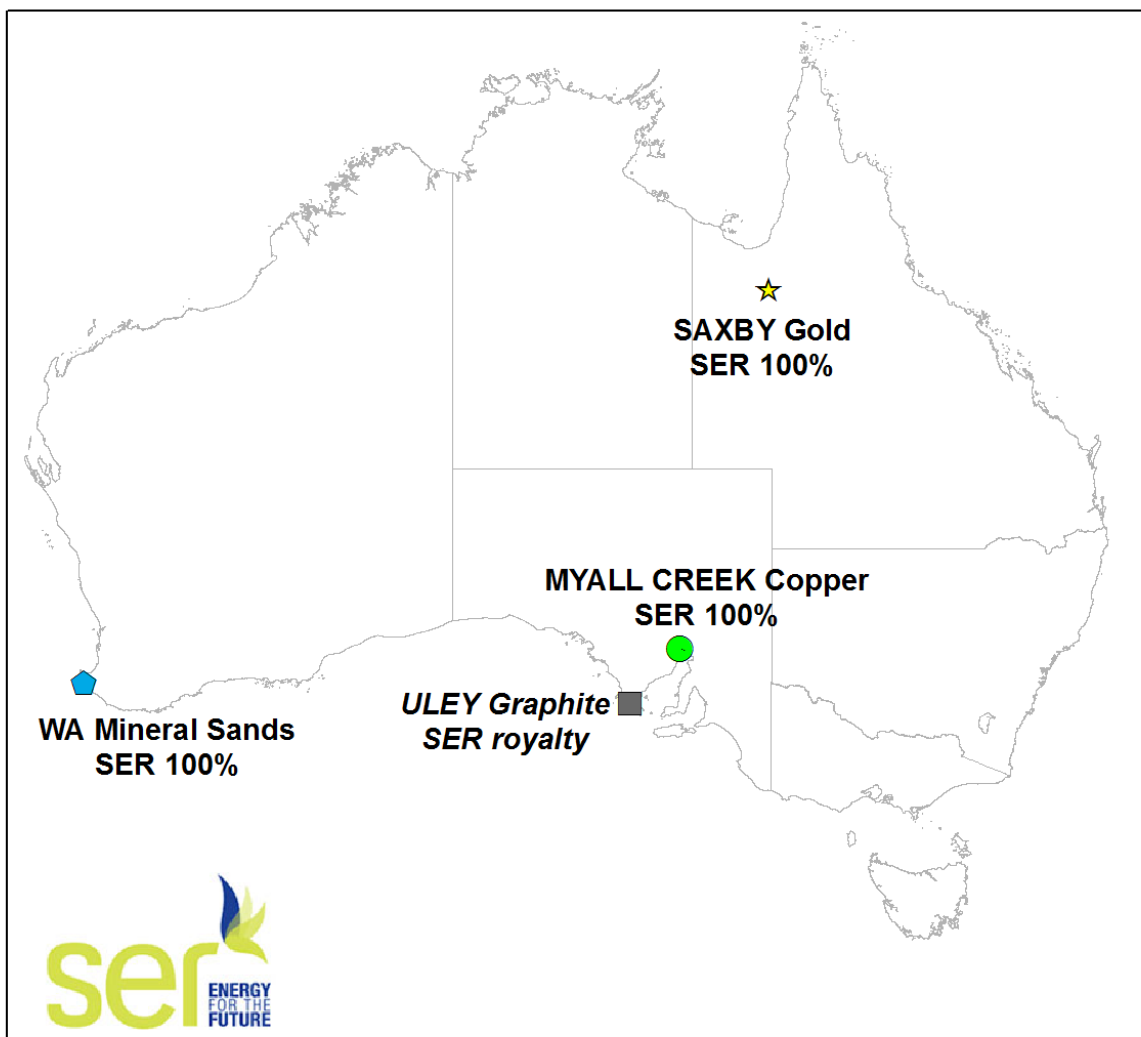 SAXBY Gold
SER 100%
MYALL CREEK Copper
SER 100%
ULEY Graphite
SER royalty
WA Mineral Sands
SER 100%
ser
ENERGY
FOR THE
FUTURE